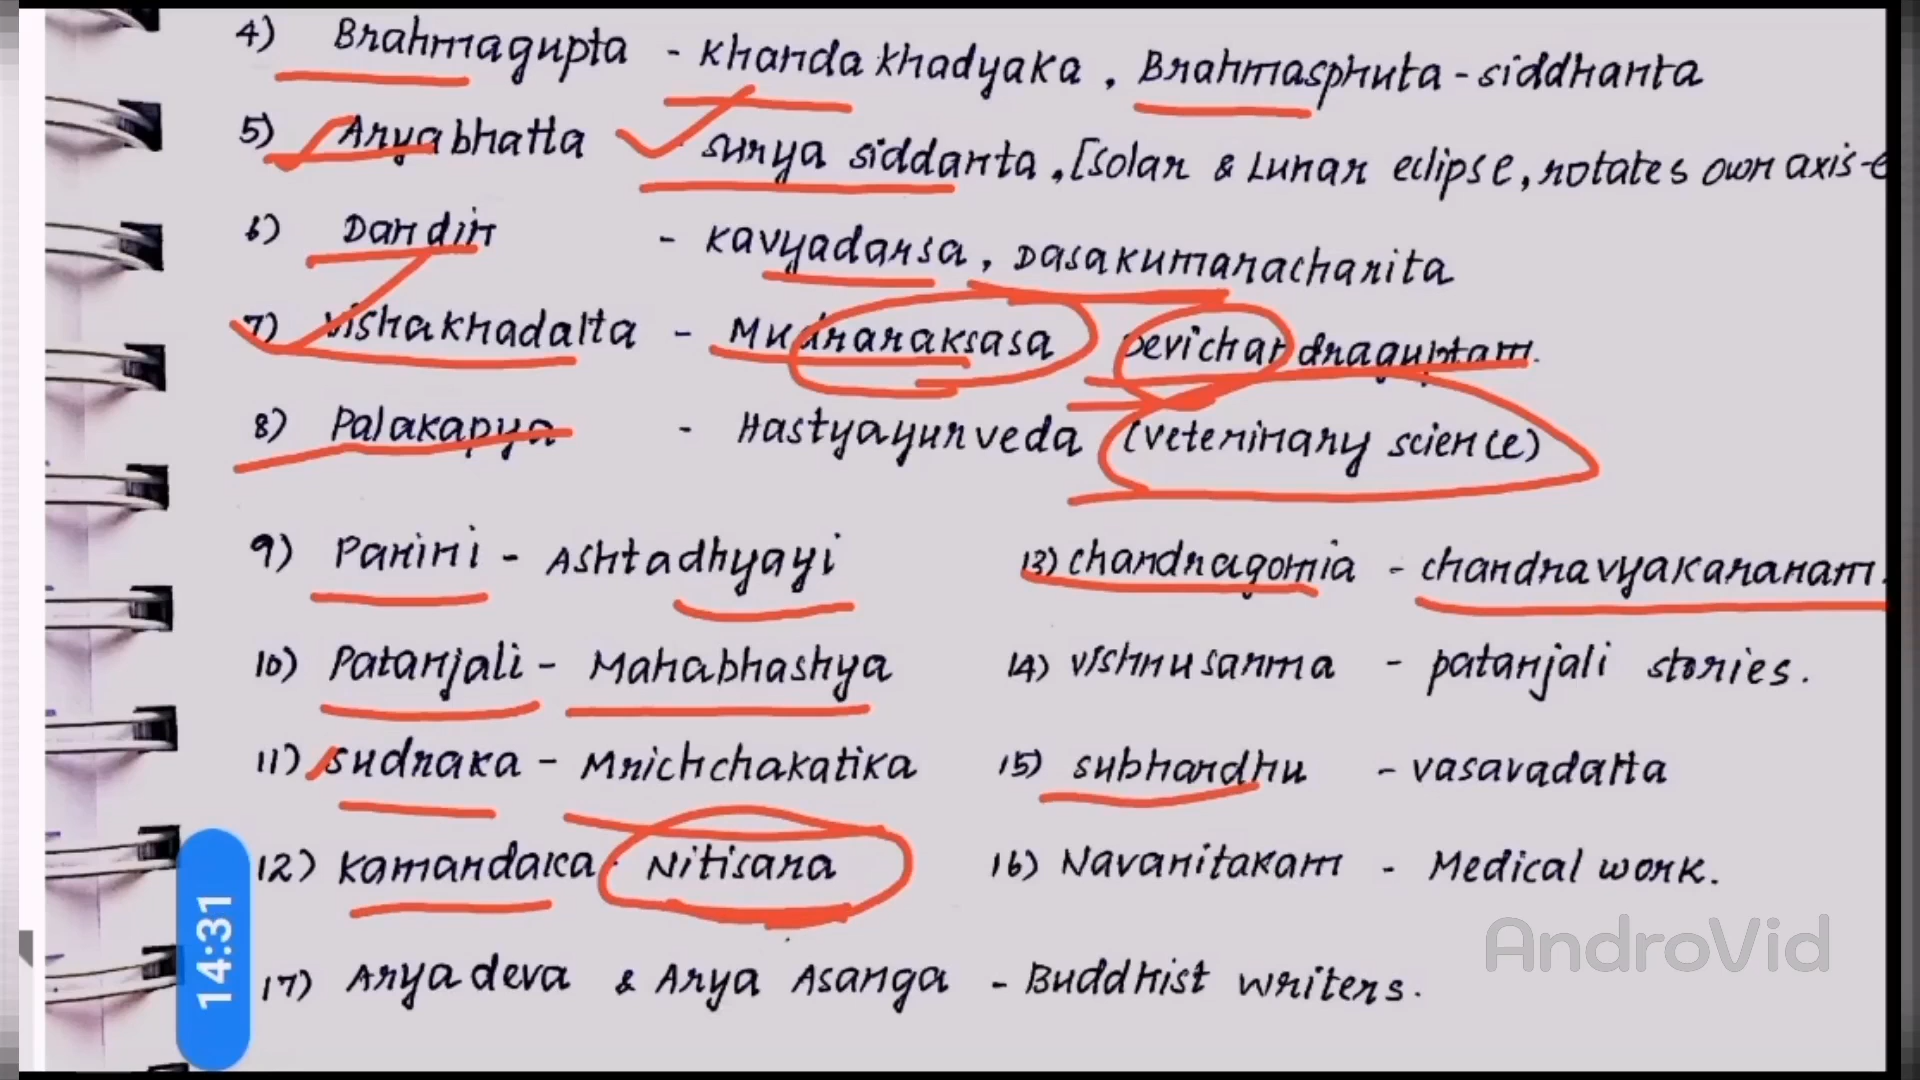 4) Brahmagupta - Khanda khadyaka, Brahmasphuta - siddhanta
5) Aryabhatta surya siddanta, [solar & Lunar eclipse, rotates own axis-e
6) Dandin - Kavyadarsa, Dasakumaracharita
7) Vishakhadatta - Mudraraksasa Devichandraguptam.
8) Palakapya - Hastyayurveda (veterinary science)
9) Panini - Ashtadhyayi
10) Patanjali - Mahabhashya
11) Sudraka - Mrichchakatika
12) Kamandaka Nitisara
13) chandragomia - chandravyakaranam.
14) vishnusarma - patanjali stories.
15) subhandhu - vasavadatta
16) Navanitakam - Medical work.
17) Aryadeva & Arya Asanga - Buddhist writers.
14:31
AndroVid